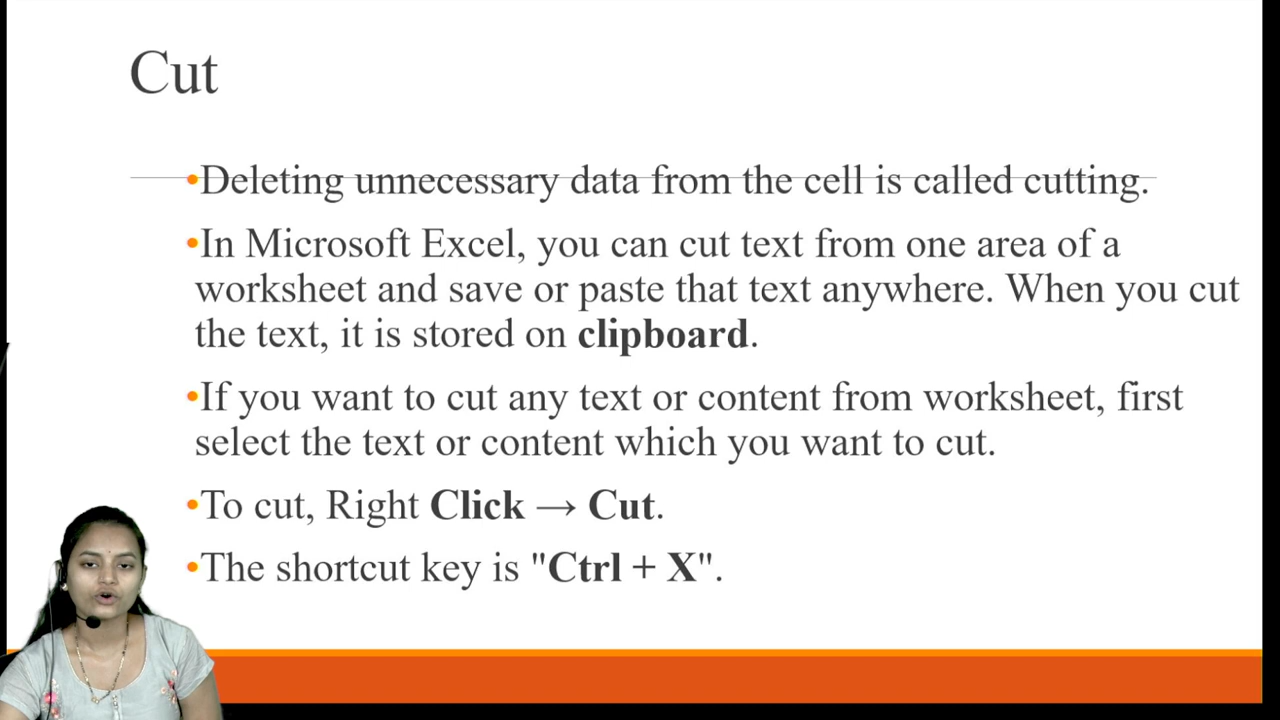 Cut
•Deleting unnecessary data from the cell is called cutting.
•In Microsoft Excel, you can cut text from one area of a
worksheet and save or paste that text anywhere. When you cut
the text, it is stored on clipboard.
•If you want to cut any text or content from worksheet, first
select the text or content which you want to cut.
•To cut, Right Click → Cut.
•The shortcut key is "Ctrl + X".